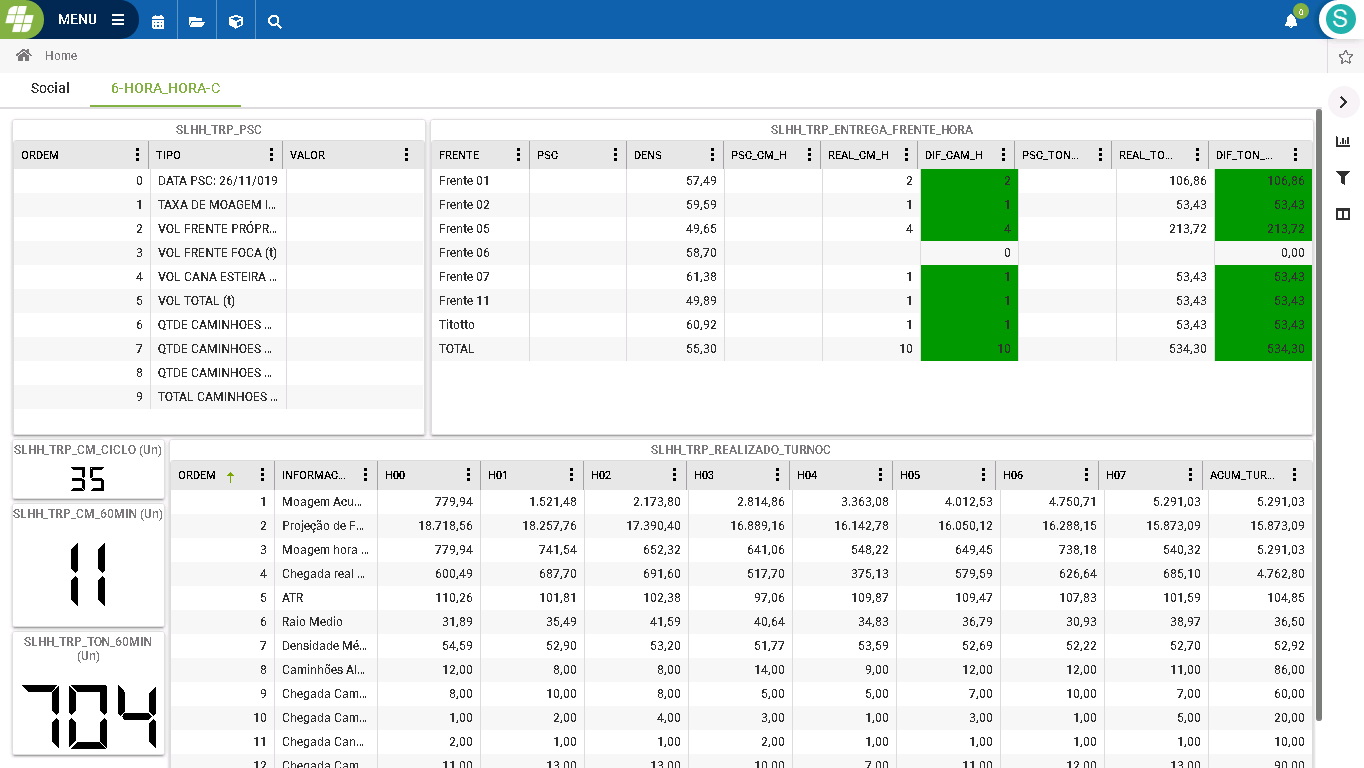 MENU
0
S
Home
Social 6-HORA_HORA-C
SLHH_TRP_PSC
ORDEM TIPO VALOR
0 DATA PSC: 26/11/019
1 TAXA DE MOAGEM I...
2 VOL FRENTE PRÓPR...
3 VOL FRENTE FOCA (t)
4 VOL CANA ESTEIRA ...
5 VOL TOTAL (t)
6 QTDE CAMINHOES ...
7 QTDE CAMINHOES ...
8 QTDE CAMINHOES ...
9 TOTAL CAMINHOES ...
SLHH_TRP_ENTREGA_FRENTE_HORA
FRENTE PSC DENS PSC_CM_H REAL_CM_H DIF_CAM_H PSC_TON... REAL_TO... DIF_TON_...
Frente 01 57,49 2 2 106,86 106,86
Frente 02 59,59 1 1 53,43 53,43
Frente 05 49,65 4 4 213,72 213,72
Frente 06 58,70 0 0,00
Frente 07 61,38 1 1 53,43 53,43
Frente 11 49,89 1 1 53,43 53,43
Titotto 60,92 1 1 53,43 53,43
TOTAL 55,30 10 10 534,30 534,30
SLHH_TRP_CM_CICLO (Un)
35
SLHH_TRP_CM_60MIN (Un)
11
SLHH_TRP_TON_60MIN
(Un)
704
SLHH_TRP_REALIZADO_TURNOC
ORDEM INFORMAC... H00 H01 H02 H03 H04 H05 H06 H07 ACUM_TUR...
1 Moagem Acu... 779,94 1.521,48 2.173,80 2.814,86 3.363,08 4.012,53 4.750,71 5.291,03 5.291,03
2 Projeção de F... 18.718,56 18.257,76 17.390,40 16.889,16 16.142,78 16.050,12 16.288,15 15.873,09 15.873,09
3 Moagem hora ... 779,94 741,54 652,32 641,06 548,22 649,45 738,18 540,32 5.291,03
4 Chegada real ... 600,49 687,70 691,60 517,70 375,13 579,59 626,64 685,10 4.762,80
5 ATR 110,26 101,81 102,38 97,06 109,87 109,47 107,83 101,59 104,85
6 Raio Medio 31,89 35,49 41,59 40,64 34,83 36,79 30,93 38,97 36,50
7 Densidade Mé... 54,59 52,90 53,20 51,77 53,59 52,69 52,22 52,70 52,92
8 Caminhões Al... 12,00 8,00 8,00 14,00 9,00 12,00 12,00 11,00 86,00
9 Chegada Cam... 8,00 10,00 8,00 5,00 5,00 7,00 10,00 7,00 60,00
10 Chegada Cam... 1,00 2,00 4,00 3,00 1,00 3,00 1,00 5,00 20,00
11 Chegada Can... 2,00 1,00 1,00 2,00 1,00 1,00 1,00 1,00 10,00
12 Chegada Cam... 11,00 13,00 13,00 10,00 7,00 11,00 12,00 13,00 90,00